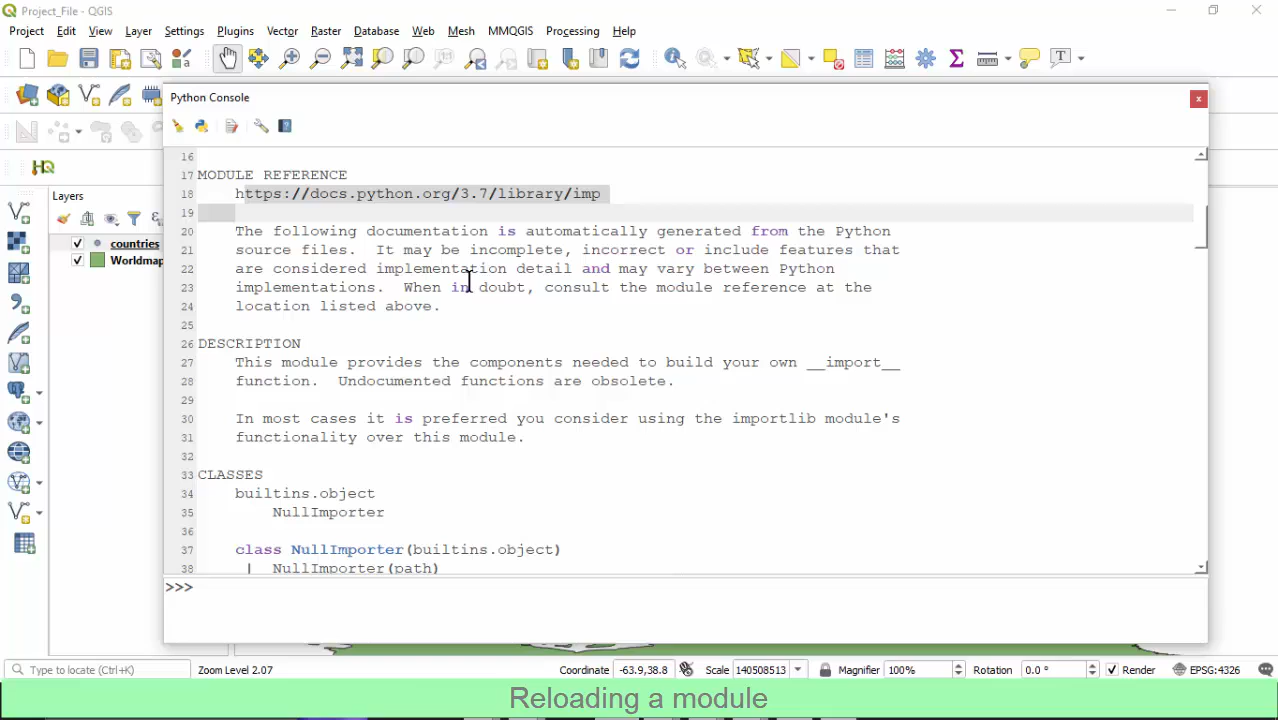 Project_File - QGIS
Project Edit View Layer Settings Plugins Vector Raster Database Web Mesh MMQGIS Processing Help
Python Console
16
17 MODULE REFERENCE
18 https://docs.python.org/3.7/library/imp
19
20 The following documentation is automatically generated from the Python
21 source files. It may be incomplete, incorrect or include features that
22 are considered implementation detail and may vary between Python
23 implementations. When in doubt, consult the module reference at the
24 location listed above.
25
26 DESCRIPTION
27 This module provides the components needed to build your own __import__
28 function. Undocumented functions are obsolete.
29
30 In most cases it is preferred you consider using the importlib module's
31 functionality over this module.
32
33 CLASSES
34 builtins.object
35 NullImporter
36
37 class NullImporter(builtins.object)
38 | NullImporter(path)
>>>
Layers
countries
Worldmap
Type to locate (Ctrl+K) Zoom Level 2.07 Coordinate -63.9,38.8 Scale 140508513 Magnifier 100% Rotation 0.0 ° Render EPSG:4326
Reloading a module